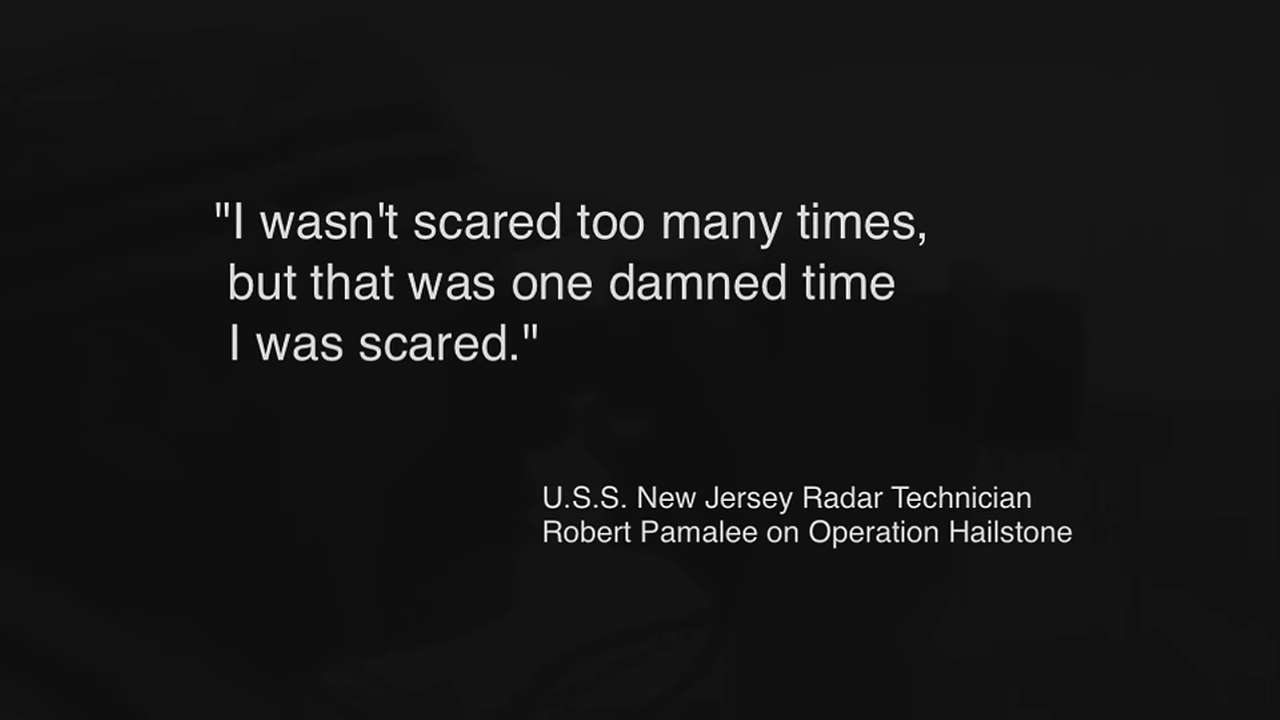 "I wasn't scared too many times,
but that was one damned time
I was scared."
U.S.S. New Jersey Radar Technician
Robert Pamalee on Operation Hailstone